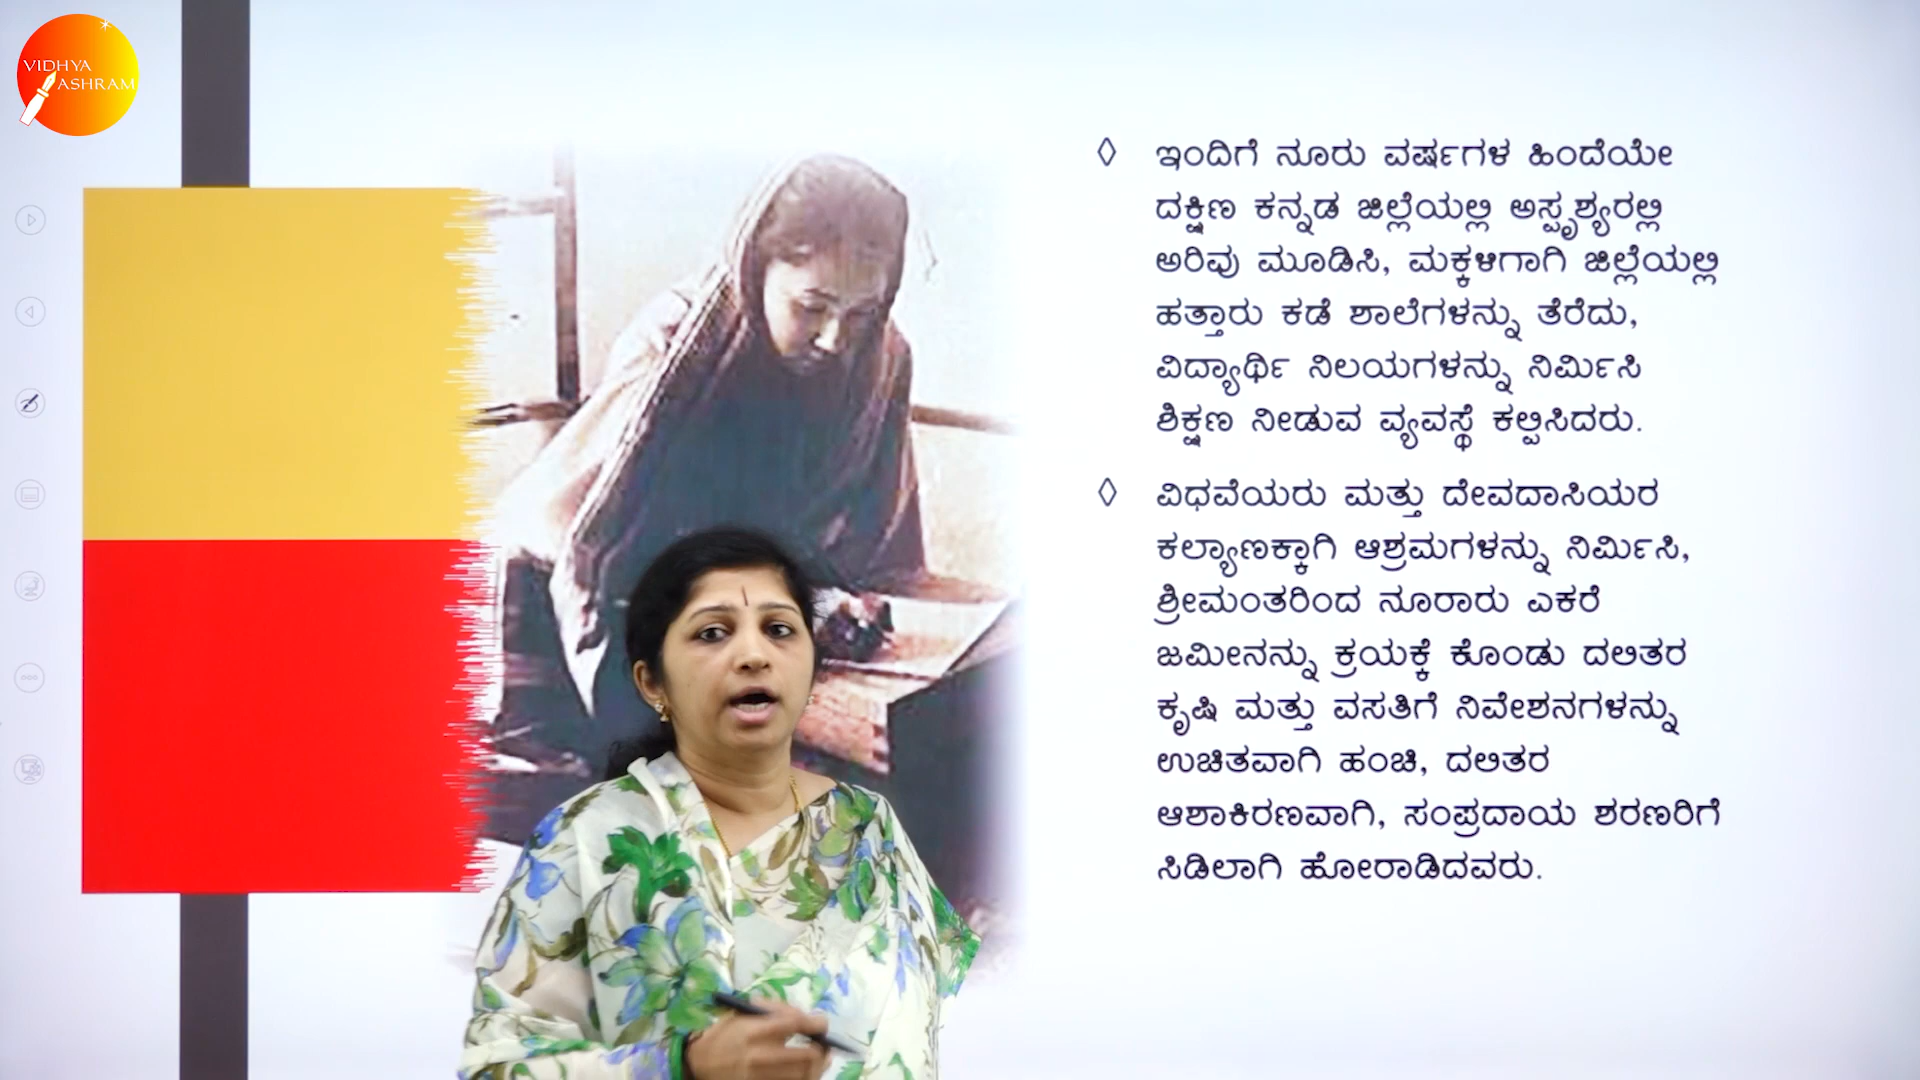 VIDHYA
ASHRAM
◊ ಇಂದಿಗೆ ನೂರು ವರ್ಷಗಳ ಹಿಂದೆಯೇ
ದಕ್ಷಿಣ ಕನ್ನಡ ಜಿಲ್ಲೆಯಲ್ಲಿ ಅಸ್ಪೃಶ್ಯರಲ್ಲಿ
ಅರಿವು ಮೂಡಿಸಿ, ಮಕ್ಕಳಿಗಾಗಿ ಜಿಲ್ಲೆಯಲ್ಲಿ
ಹತ್ತಾರು ಕಡೆ ಶಾಲೆಗಳನ್ನು ತೆರೆದು,
ವಿದ್ಯಾರ್ಥಿ ನಿಲಯಗಳನ್ನು ನಿರ್ಮಿಸಿ
ಶಿಕ್ಷಣ ನೀಡುವ ವ್ಯವಸ್ಥೆ ಕಲ್ಪಿಸಿದರು.
◊ ವಿಧವೆಯರು ಮತ್ತು ದೇವದಾಸಿಯರ
ಕಲ್ಯಾಣಕ್ಕಾಗಿ ಆಶ್ರಮಗಳನ್ನು ನಿರ್ಮಿಸಿ,
ಶ್ರೀಮಂತರಿಂದ ನೂರಾರು ಎಕರೆ
ಜಮೀನನ್ನು ಕ್ರಯಕ್ಕೆ ಕೊಂಡು ದಲಿತರ
ಕೃಷಿ ಮತ್ತು ವಸತಿಗೆ ನಿವೇಶನಗಳನ್ನು
ಉಚಿತವಾಗಿ ಹಂಚಿ, ದಲಿತರ
ಆಶಾಕಿರಣವಾಗಿ, ಸಂಪ್ರದಾಯ ಶರಣರಿಗೆ
ಸಿಡಿಲಾಗಿ ಹೋರಾಡಿದವರು.